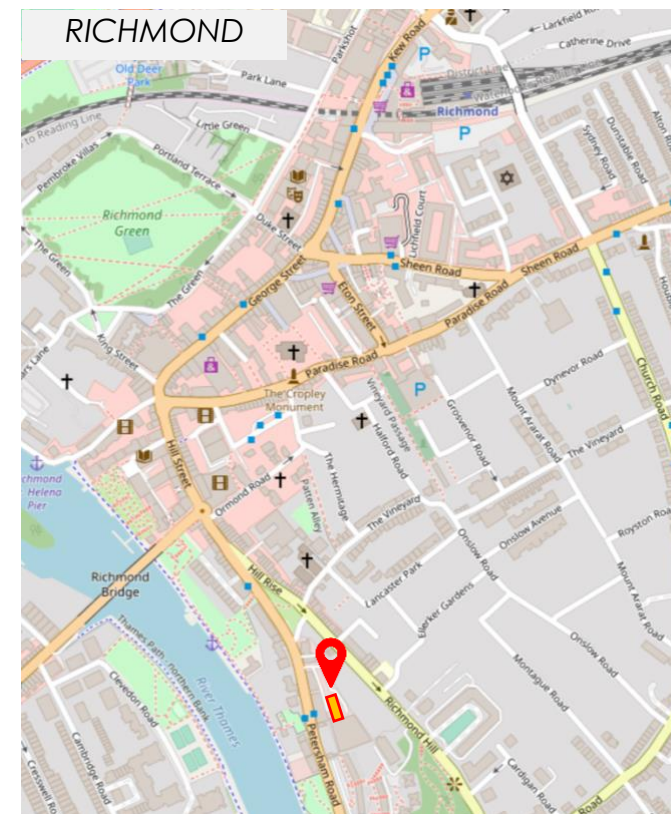 RICHMOND
Parkshot
Kew Road
P
Larkfield Road
Catherine Drive
Old Deer
Park
Park Lane
District Line
Richmond
P
to Reading Line
Little Green
Pembroke Villas
Portland Terrace
Sydney Road
Dunstable Road
Alton
Richmond
Green
Duke Street
Lichfield Court
The Green
The Green
George Street
Eton Street
Sheen Road
Sheen Road
King Street
Paradise Road
Paradise Road
Church Road
The Cropley
Monument
P
Dynevor Road
Vineyard Passage
Halford Road
Grosvenor Road
Mount Ararat Road
The Vineyard
Hill Street
Helena
Pier
Ormond Road
The Hermitage
Patten Alley
The Vineyard
Onslow Avenue
Onslow Road
Royston
Richmond
Bridge
Hill Rise
Lancaster Park
Ellerker Gardens
Mount Ararat Road
Onslow Road
Thames Path - northern Bank
Clevedon Road
River Thames
Montague Road
Richmond Hill
Petersham Road
Cambridge Road
Cresswell Road
Cardigan Road
Road